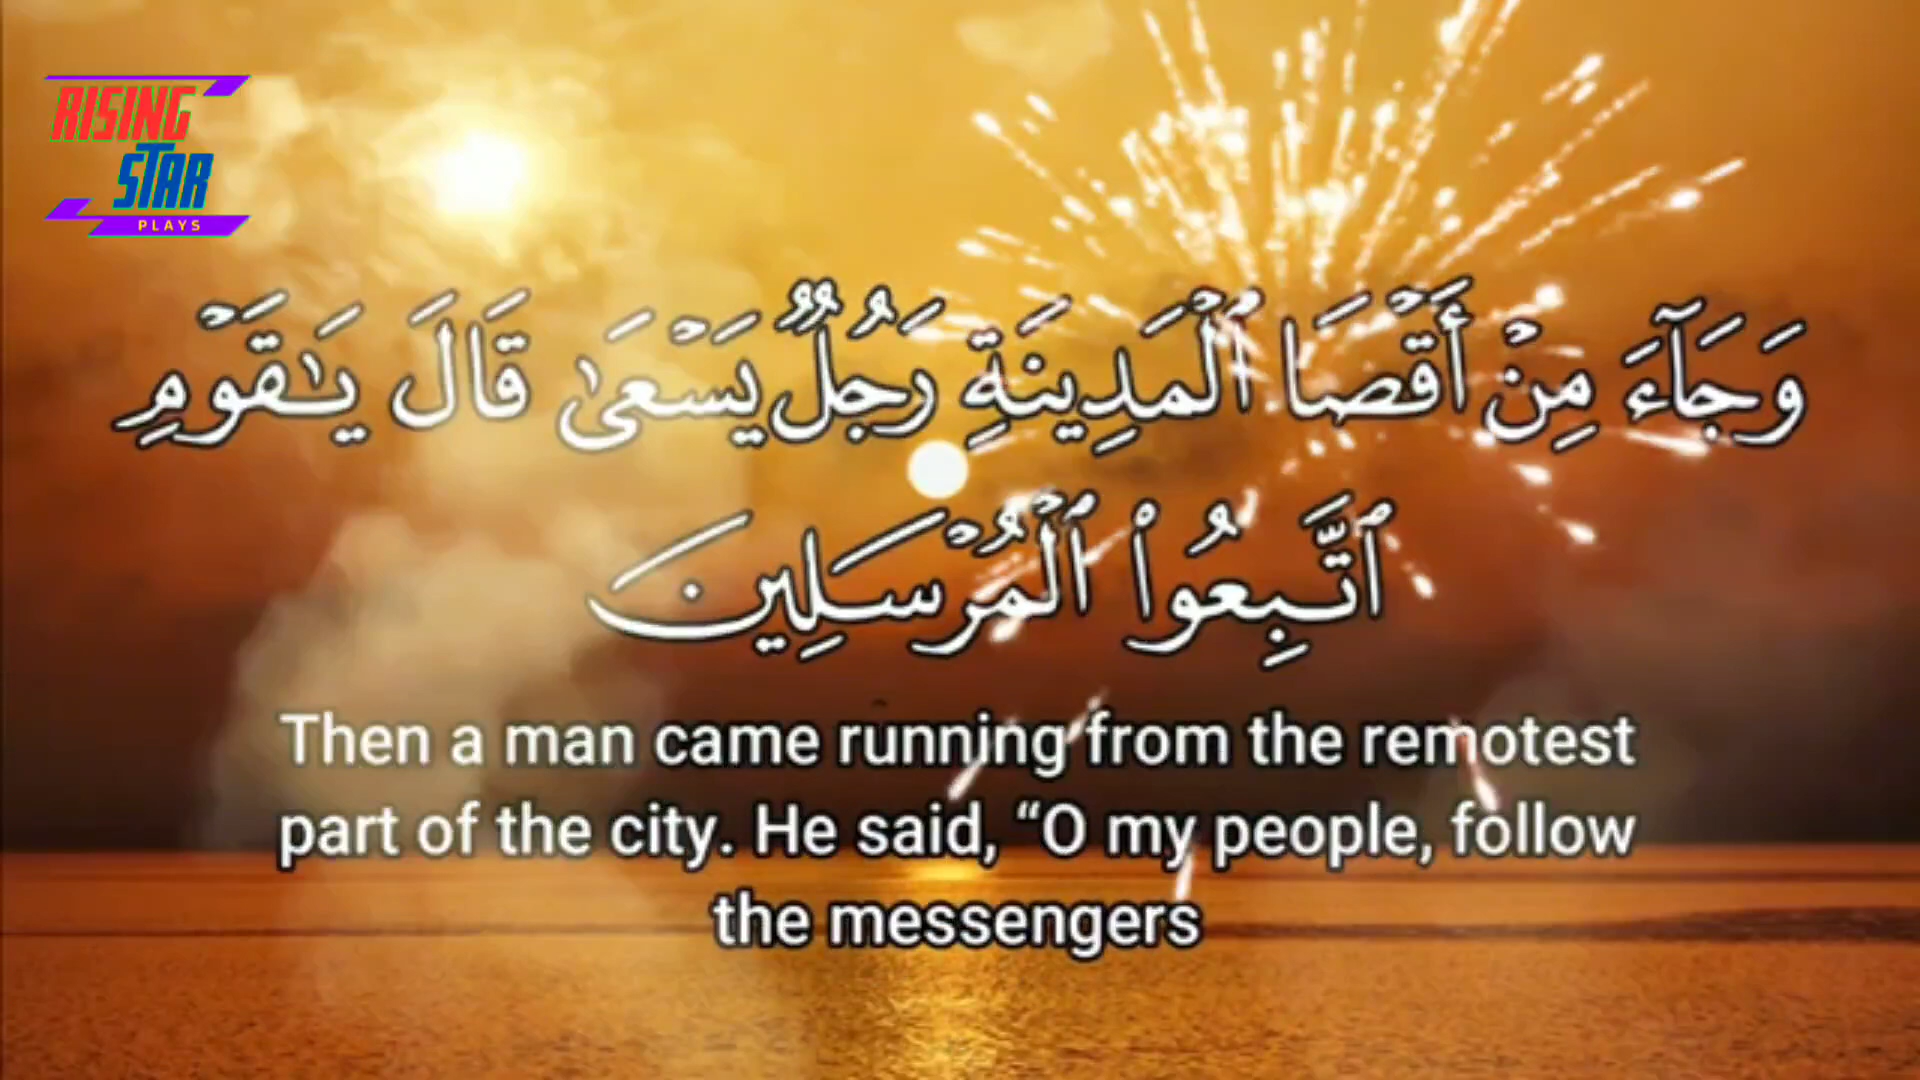 RISING
STAR
PLAYS
وَجَآءَ مِنْ أَقْصَا ٱلْمَدِينَةِ رَجُلٌ يَسْعَىٰ قَالَ يَـٰقَوْمِ
ٱتَّبِعُوا۟ ٱلْمُرْسَلِينَ
Then a man came running from the remotest
part of the city. He said, “O my people, follow
the messengers